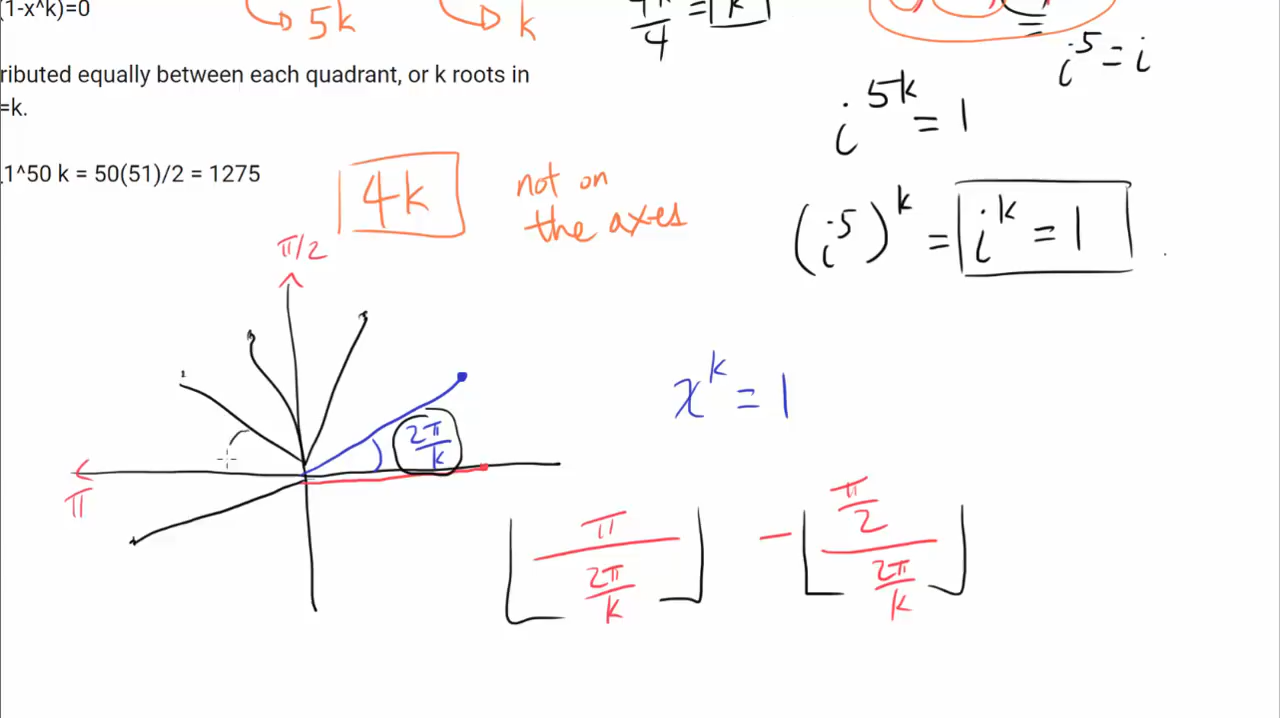 (1-x^k)=0
5k
k
4
k
=
i^5 = i
ributed equally between each quadrant, or k roots in
=k.
i^5k = 1
1^50 k = 50(51)/2 = 1275
4k
not on
the axes
(i^5)^k = i^k = 1
π/2
x^k = 1
2π/k
π
⌊π/(2π/k)⌋ - ⌊(π/2)/(2π/k)⌋